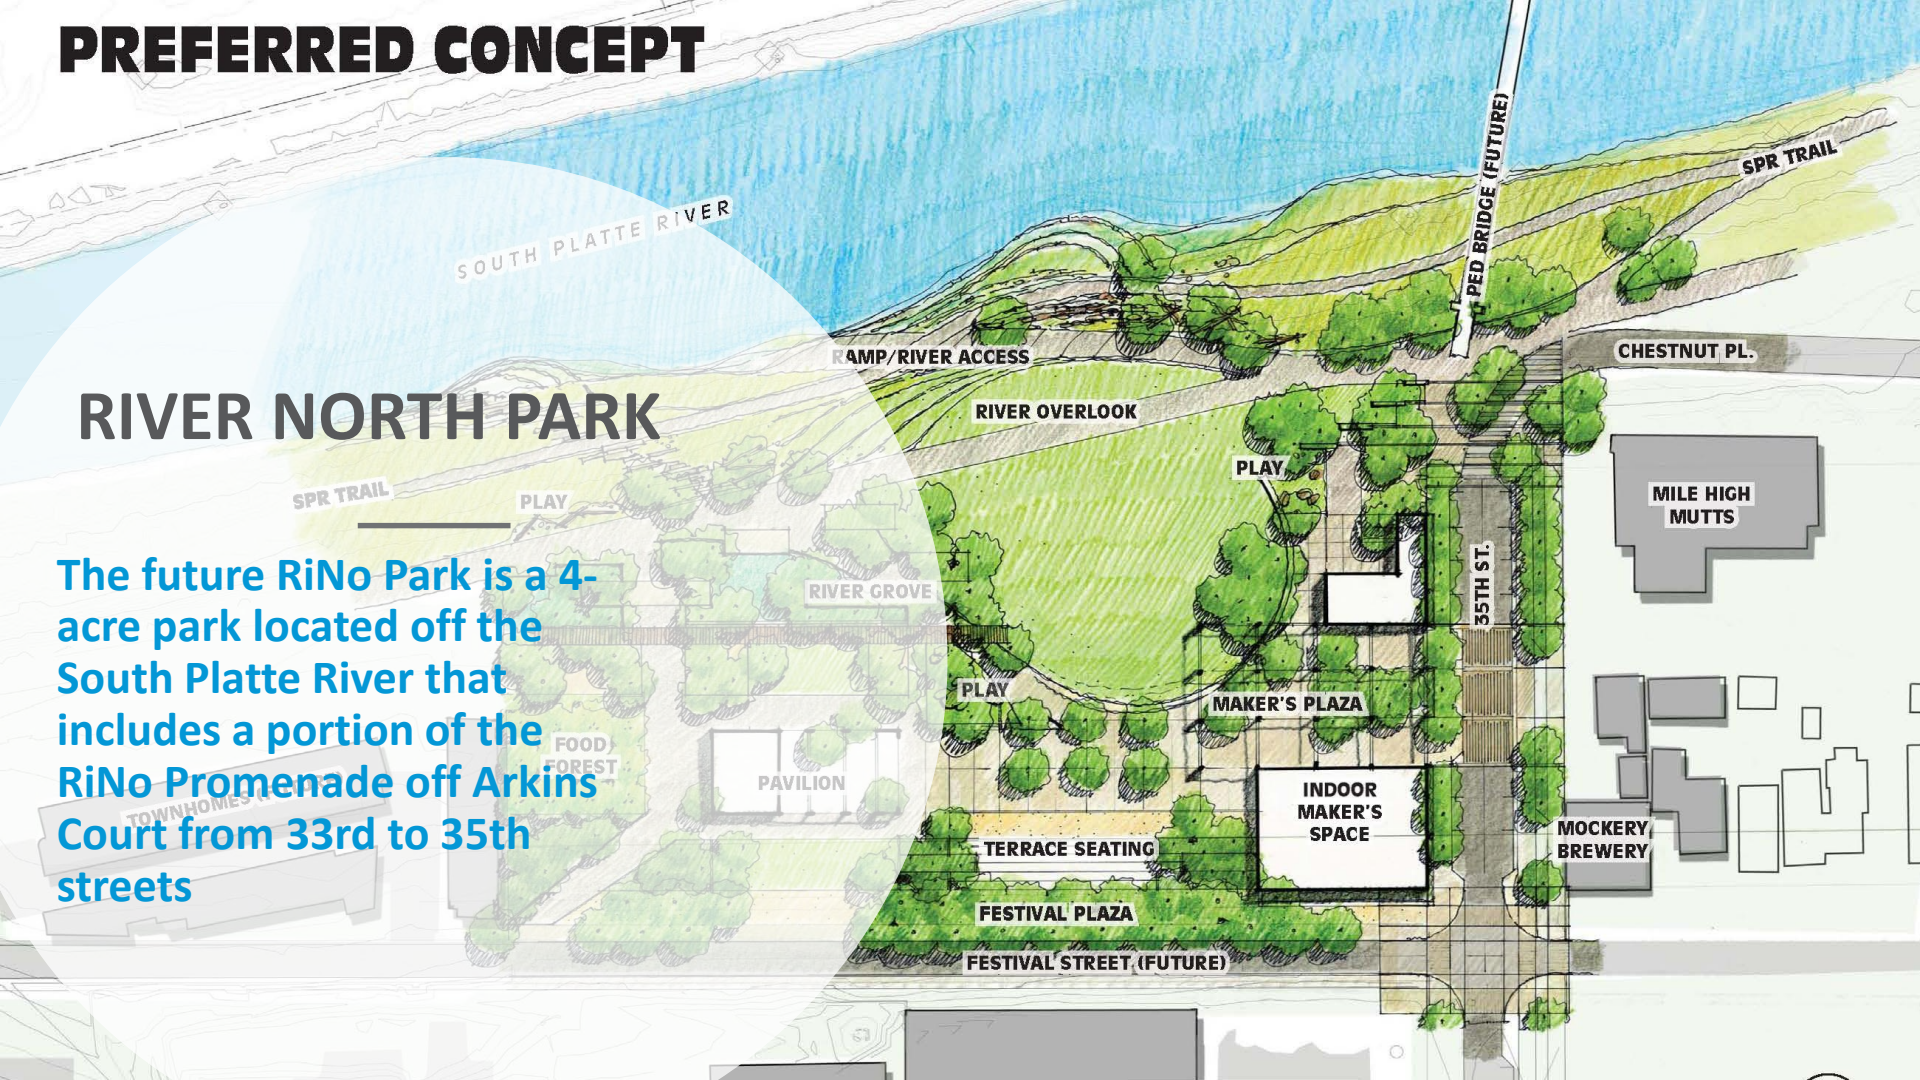 PREFERRED CONCEPT
SOUTH PLATTE RIVER
PED BRIDGE (FUTURE)
SPR TRAIL
RAMP/RIVER ACCESS
CHESTNUT PL.
RIVER OVERLOOK
RIVER NORTH PARK
PLAY
SPR TRAIL
PLAY
MILE HIGH
MUTTS
35TH ST.
The future RiNo Park is a 4-
acre park located off the
South Platte River that
includes a portion of the
RiNo Promenade off Arkins
Court from 33rd to 35th
streets
RIVER GROVE
PLAY
MAKER'S PLAZA
FOOD
FOREST
PAVILION
TOWNHOMES (FUTURE)
INDOOR
MAKER'S
SPACE
MOCKERY
BREWERY
TERRACE SEATING
FESTIVAL PLAZA
FESTIVAL STREET (FUTURE)